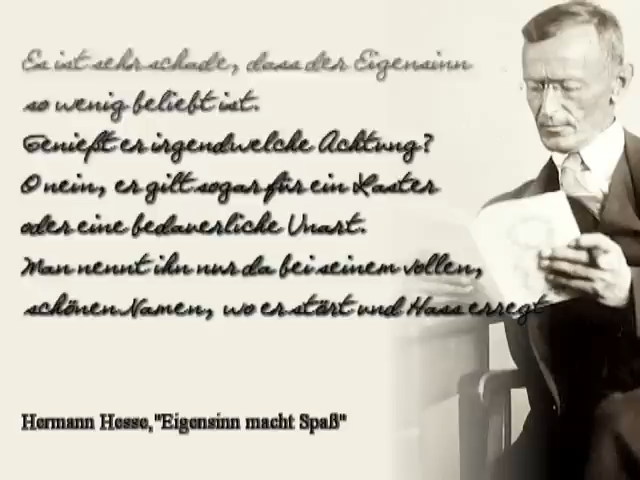 Es ist sehr schade, dass der Eigensinn
so wenig beliebt ist.
Genießt er irgendwelche Achtung?
O nein, er gilt sogar für ein Laster
oder eine bedauerliche Unart.
Man nennt ihn nur da bei seinem vollen,
schönen Namen, wo er stört und Hass erregt
Hermann Hesse,"Eigensinn macht Spaß"